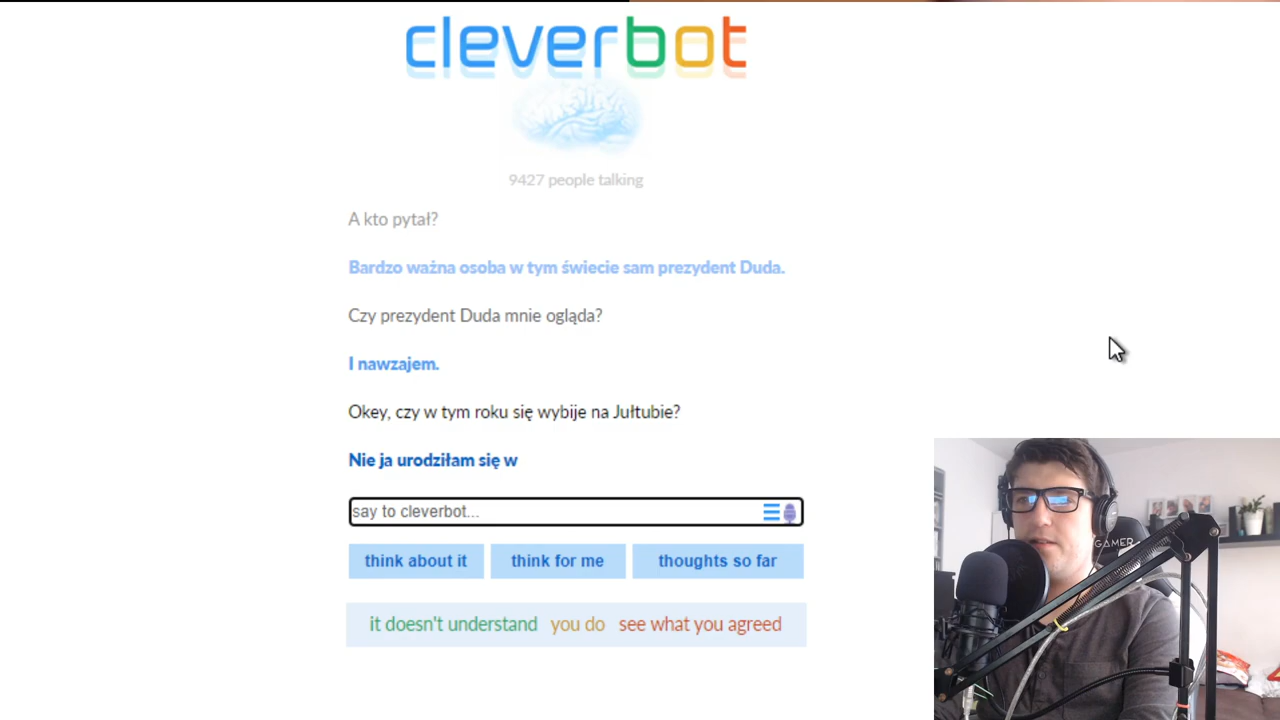 cleverbot
9427 people talking
A kto pytał?
Bardzo ważna osoba w tym świecie sam prezydent Duda.
Czy prezydent Duda mnie ogląda?
I nawzajem.
Okey, czy w tym roku się wybije na Jułtubie?
Nie ja urodziłam się w
say to cleverbot...
think about it think for me thoughts so far
it doesn't understand you do see what you agreed
GAMER